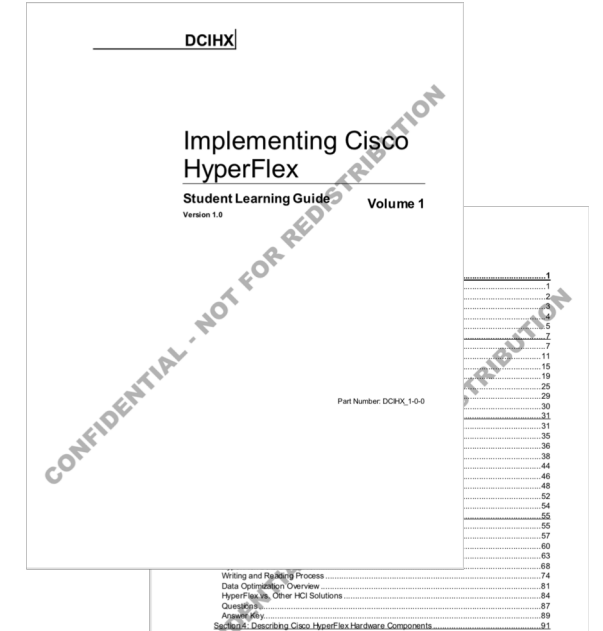 DCIHX
Implementing Cisco
HyperFlex
Student Learning Guide
Volume 1
Version 1.0
Part Number: DCIHX_1-0-0
CONFIDENTIAL - NOT FOR REDISTRIBUTION
1
1
2
3
4
5
7
7
11
15
19
25
29
30
31
31
35
36
38
44
46
48
52
54
55
55
57
60
63
68
Writing and Reading Process 74
Data Optimization Overview 81
HyperFlex vs. Other HCI Solutions 84
Questions 87
Answer Key 89
Section 4: Describing Cisco HyperFlex Hardware Components 91